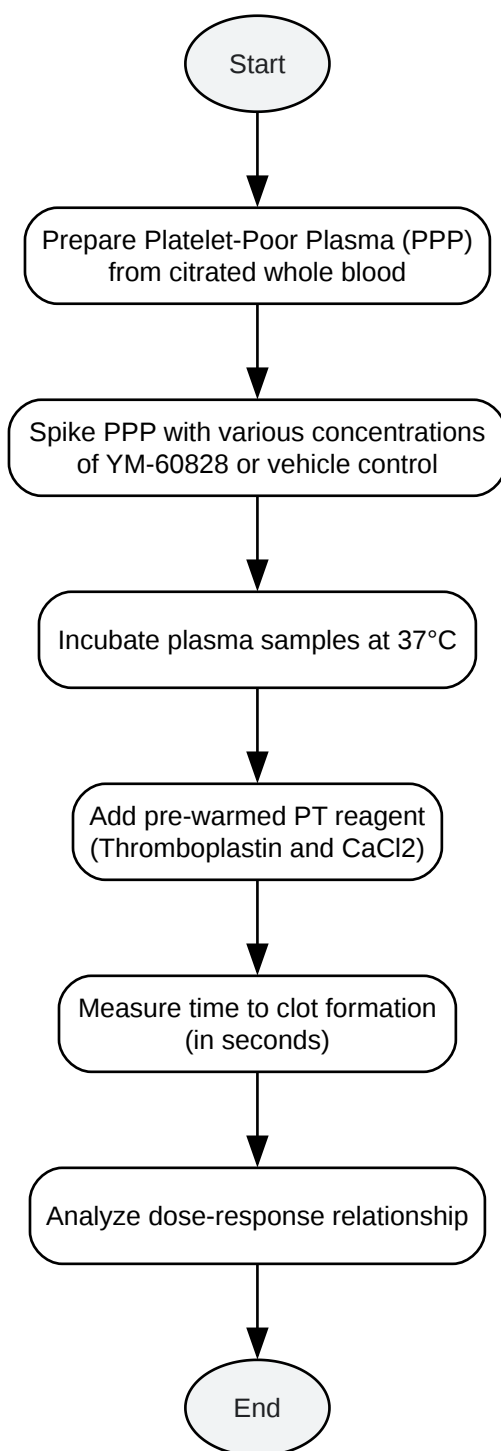 Start
Prepare Platelet-Poor Plasma (PPP)
from citrated whole blood
Spike PPP with various concentrations
of YM-60828 or vehicle control
Incubate plasma samples at 37°C
Add pre-warmed PT reagent
(Thromboplastin and CaCl2)
Measure time to clot formation
(in seconds)
Analyze dose-response relationship
End